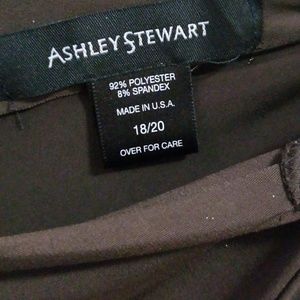 ASHLEY STEWART
92% POLYESTER
8% SPANDEX
MADE IN U.S.A.
18/20
OVER FOR CARE